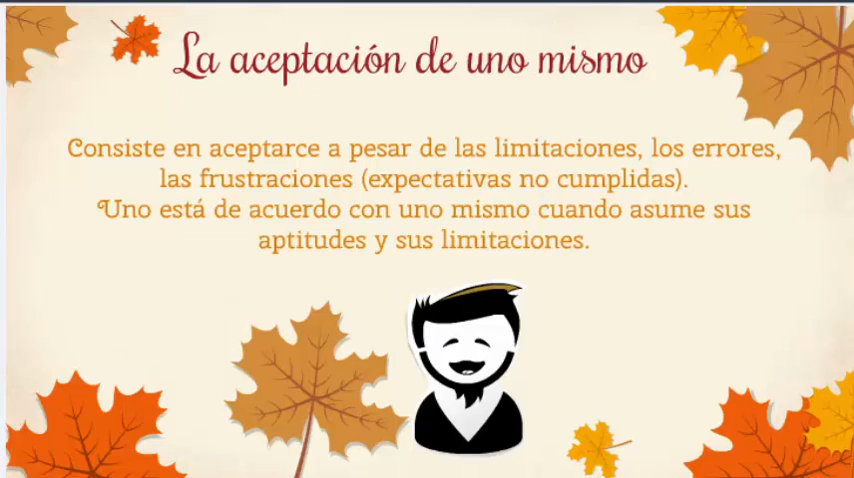 La aceptación de uno mismo
Consiste en aceptarce a pesar de las limitaciones, los errores,
las frustraciones (expectativas no cumplidas).
Uno está de acuerdo con uno mismo cuando asume sus
aptitudes y sus limitaciones.